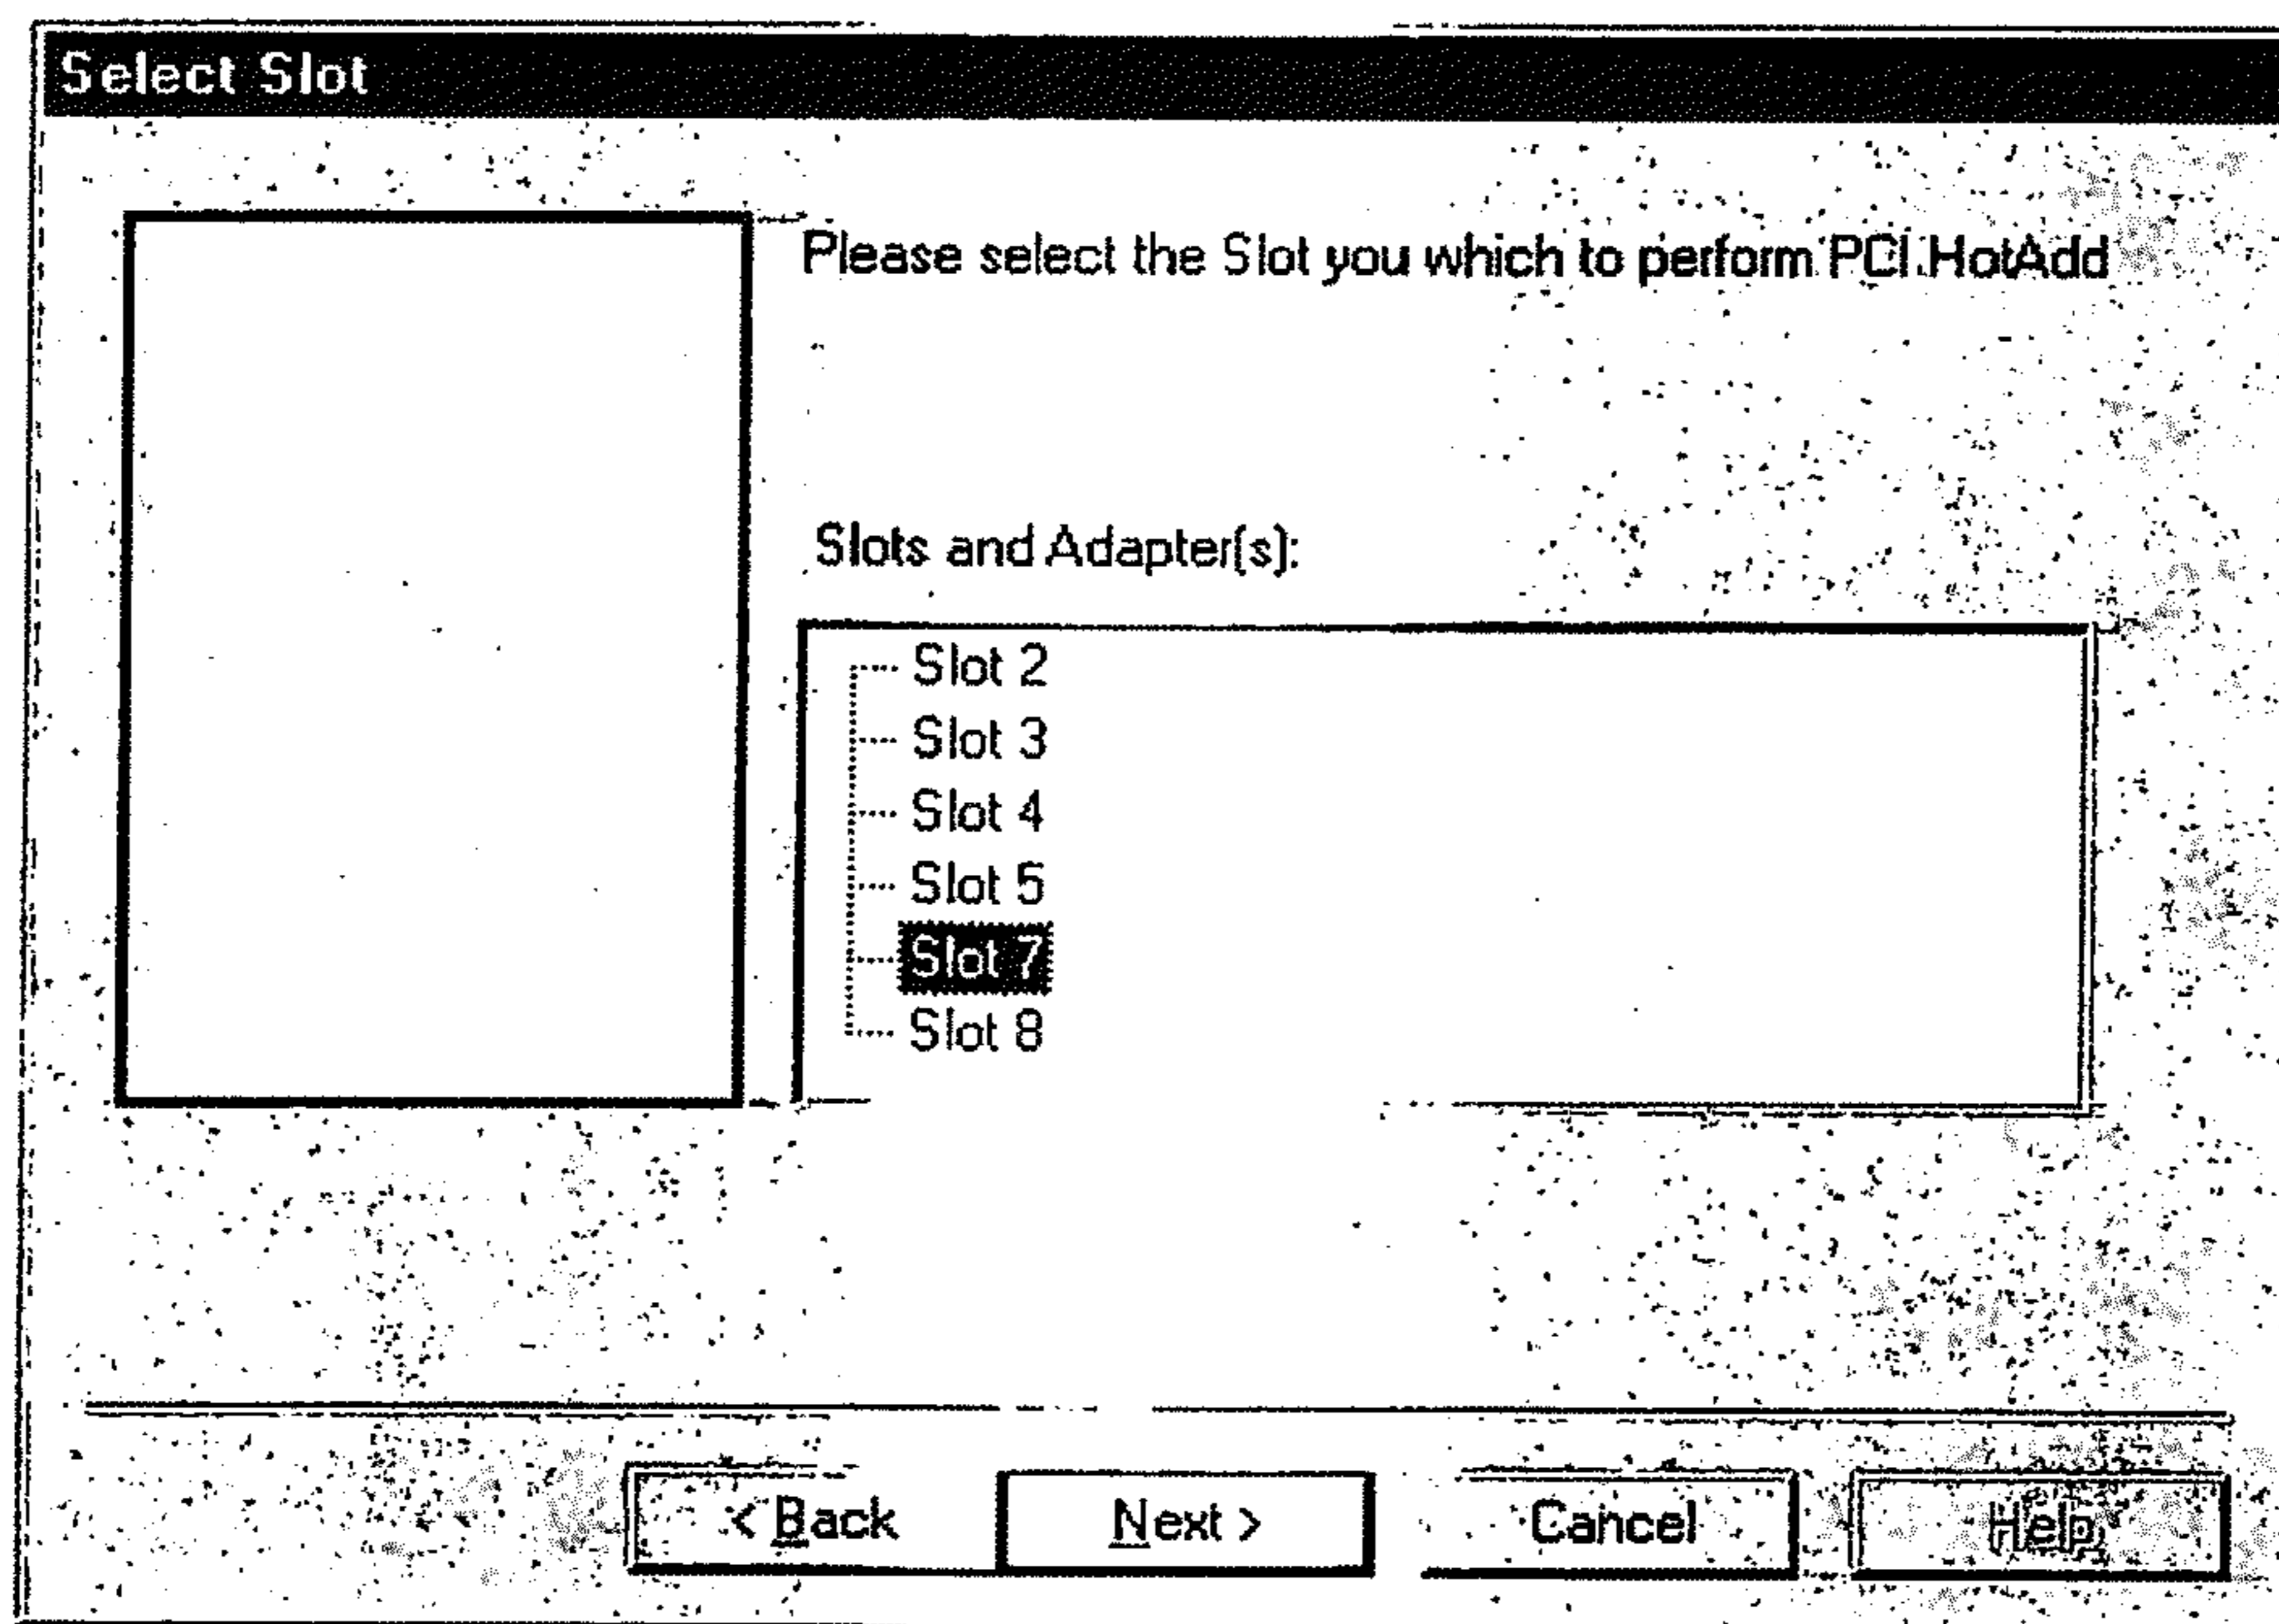 Select Slot
Please select the Slot you which to perform PCI HotAdd
Slots and Adapter(s):
Slot 2
Slot 3
Slot 4
Slot 5
Slot 7
Slot 8
< Back
Next >
Cancel
Help